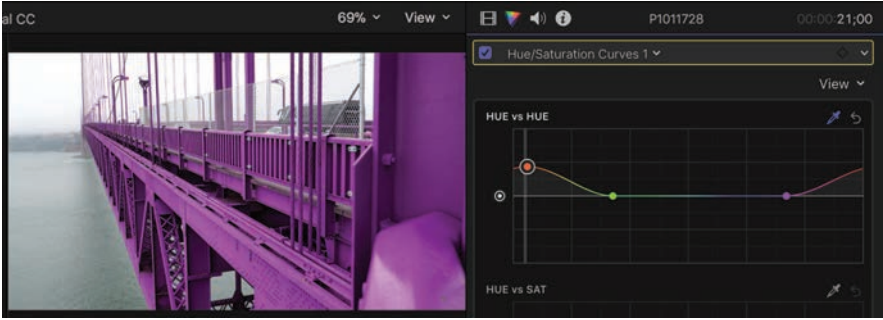 al CC
69%
View
P1011728
00:00:21;00
Hue/Saturation Curves 1
View
HUE vs HUE
HUE vs SAT